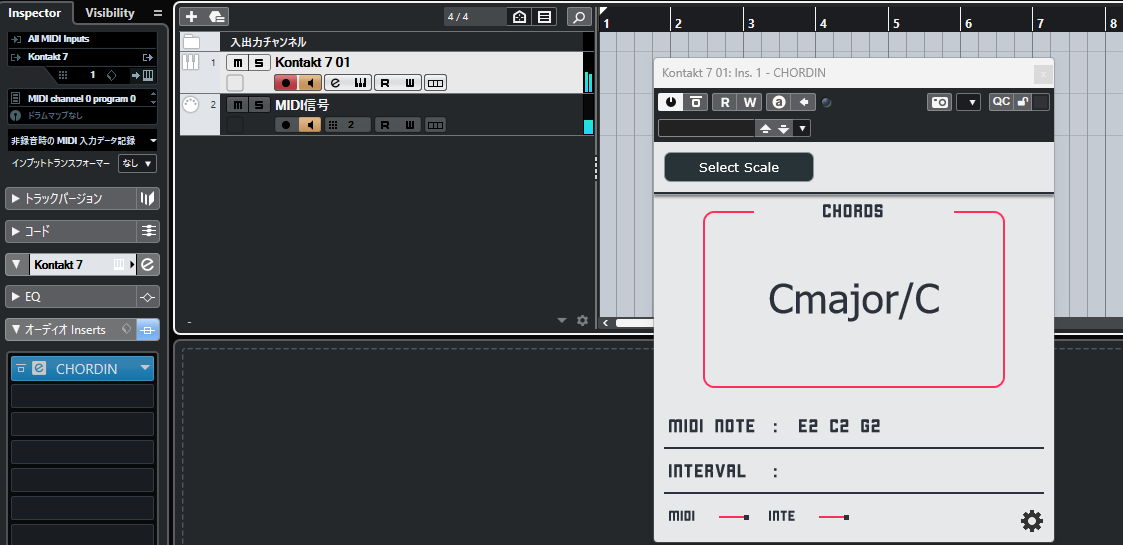 Inspector
Visibility
All MIDI Inputs
Kontakt 7
1
MIDI channel 0 program 0
ドラムマップなし
非録音時の MIDI 入力データ記録
インプットトランスフォーマー なし
トラックバージョン
コード
Kontakt 7
EQ
オーディオ Inserts
CHORDIN
4 / 4
入出力チャンネル
1 m S Kontakt 7 01
e R W
2 m S MIDI信号
2 R W
-
1 2 3 4 5 6 7 8
Kontakt 7 01: Ins. 1 - CHORDIN
R W a QC
Select Scale
CHORDS
Cmajor/C
MIDI NOTE : E2 C2 G2
INTERVAL :
MIDI INTE